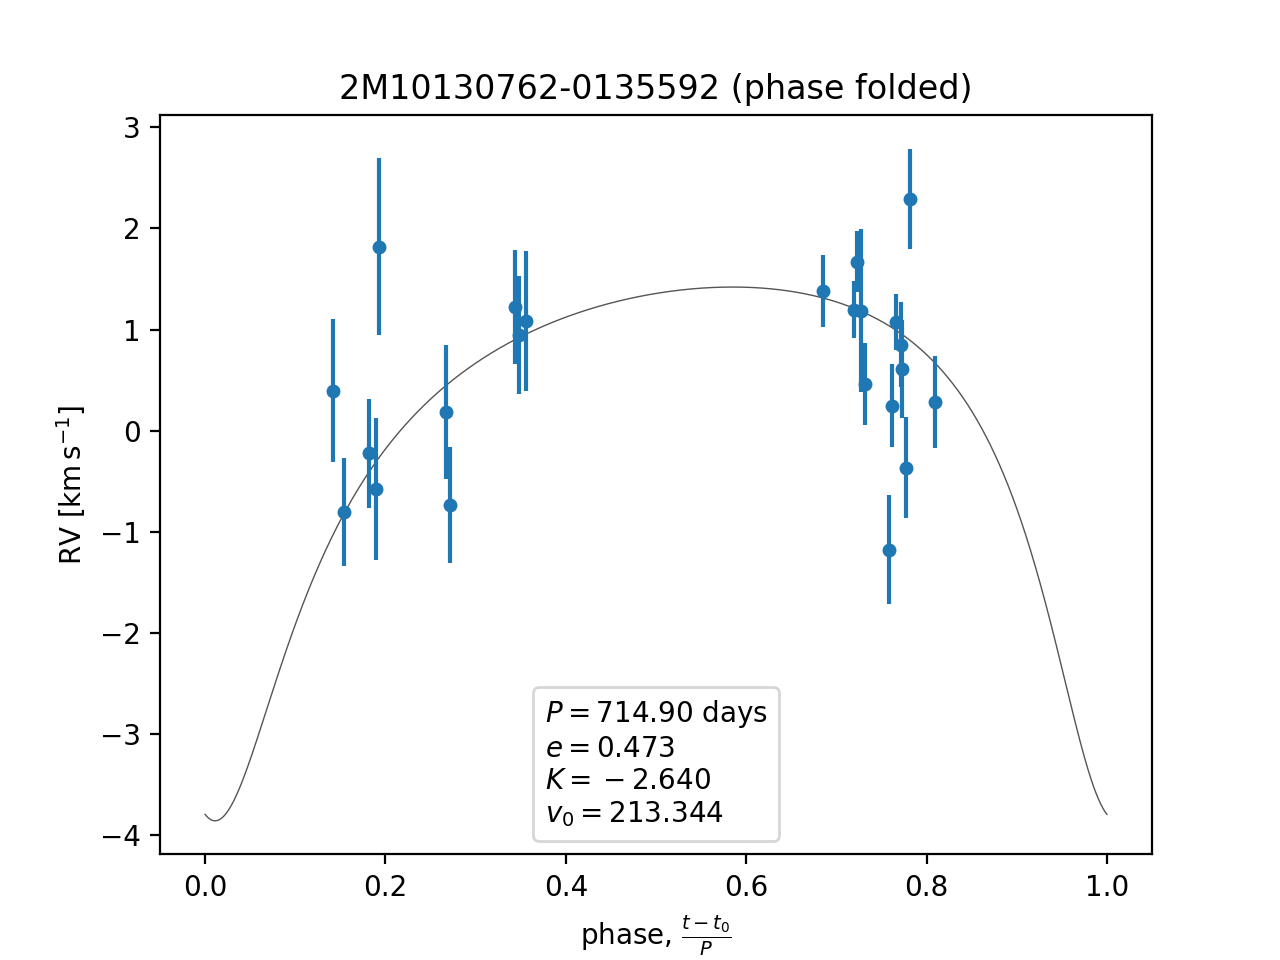 2M10130762-0135592 (phase folded)
3
2
1
0
−1
−2
−3
−4
RV [km s⁻¹]
P = 714.90 days
e = 0.473
K = −2.640
v₀ = 213.344
0.0 0.2 0.4 0.6 0.8 1.0
phase, (t − t₀)/P